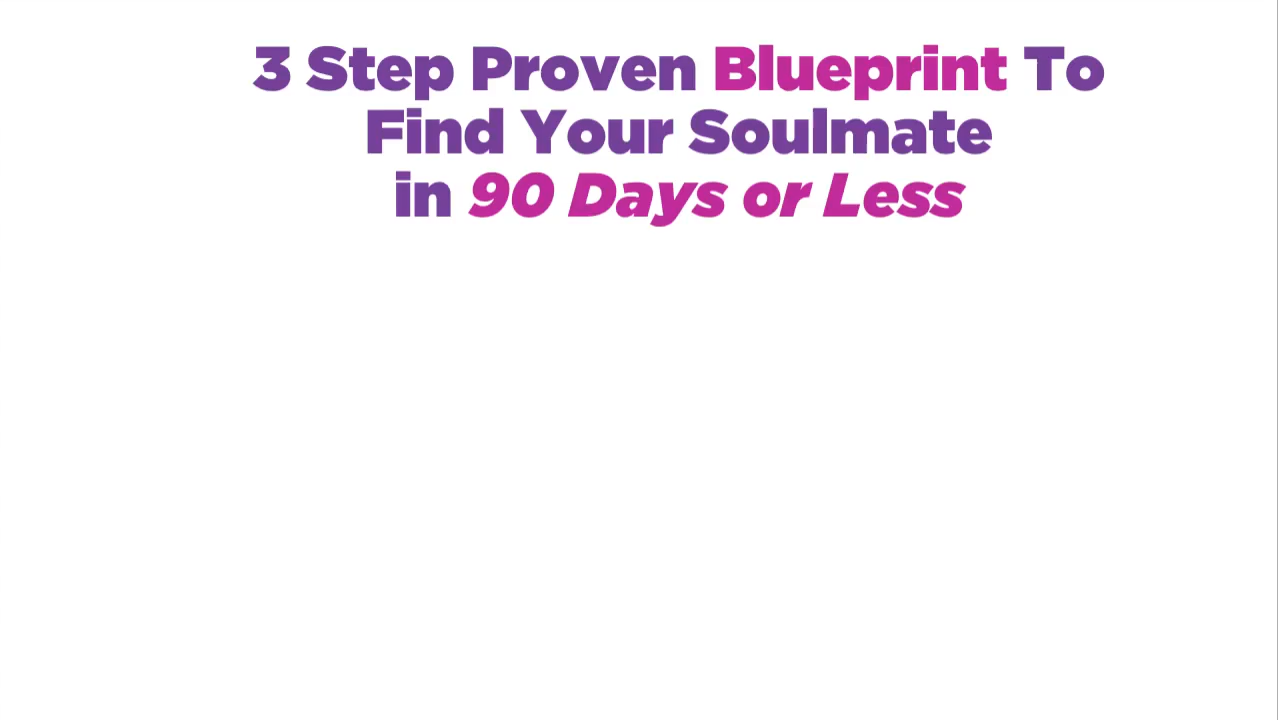 3 Step Proven Blueprint To
Find Your Soulmate
in 90 Days or Less